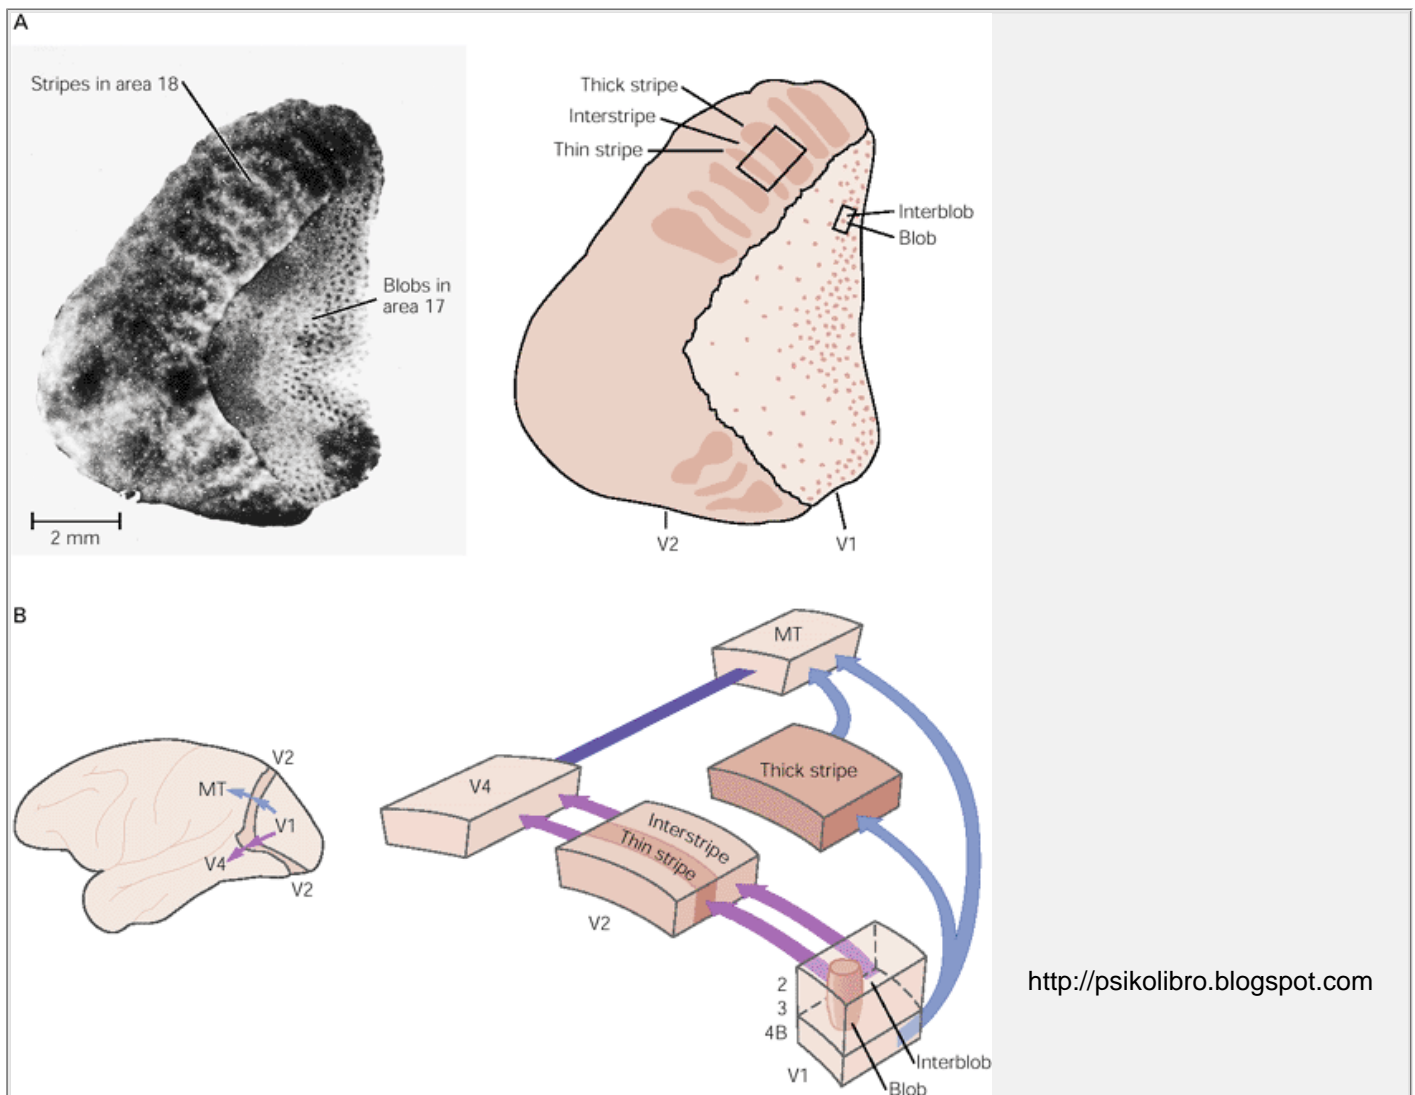 A
Stripes in area 18
Blobs in
area 17
2 mm
Thick stripe
Interstripe
Thin stripe
Interblob
Blob
V2
V1
B
V2
MT
V1
V4
V2
MT
Thick stripe
V4
Interstripe
Thin stripe
V2
2
3
4B
V1
Interblob
Blob
http://psikolibro.blogspot.com